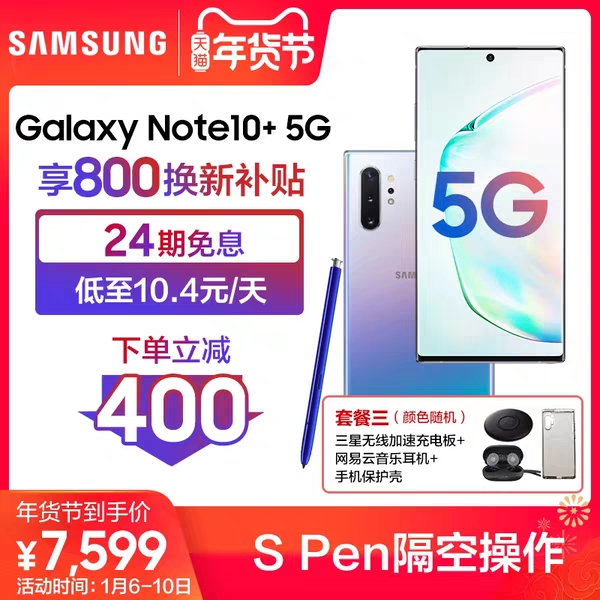 SAMSUNG
天猫
年货节
Galaxy Note10+ 5G
享800换新补贴
24期免息
低至10.4元/天
下单立减
400
5G
SAM
套餐三（颜色随机）
三星无线加速充电板+
网易云音乐耳机+
手机保护壳
年货节到手价
¥7,599
活动时间：1月6-10日
S Pen隔空操作